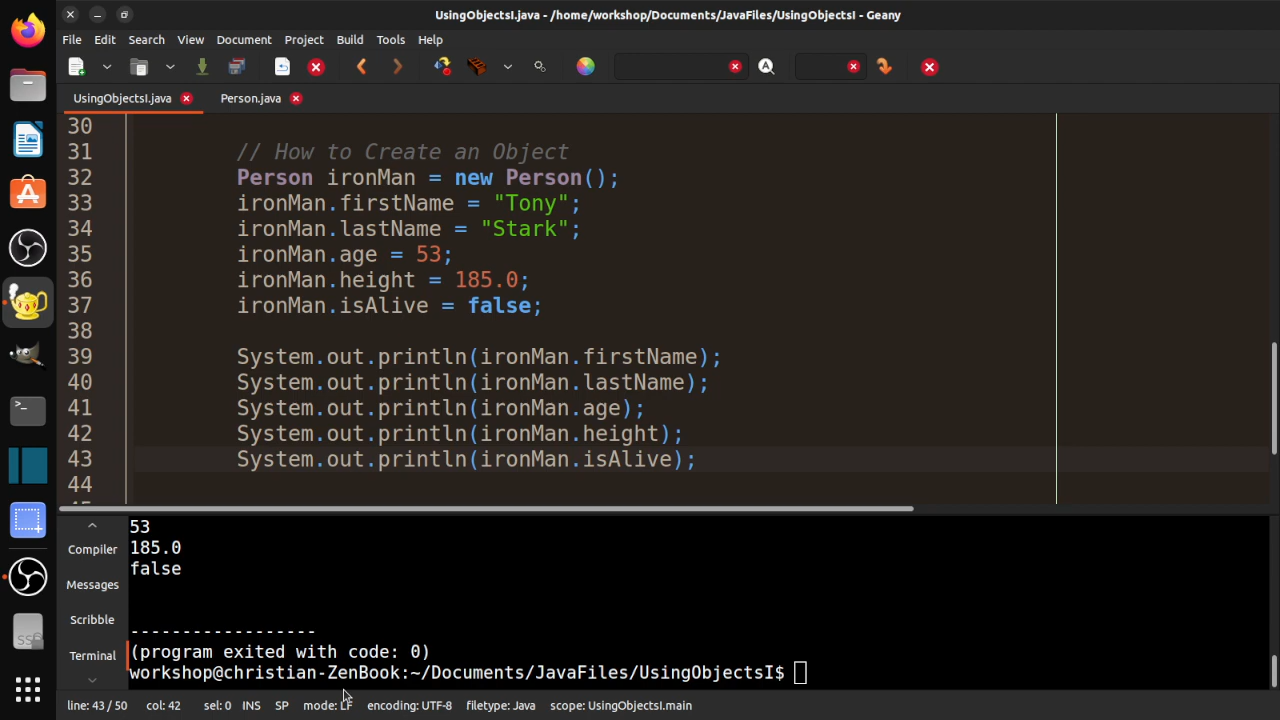 UsingObjectsI.java - /home/workshop/Documents/JavaFiles/UsingObjectsI - Geany
File Edit Search View Document Project Build Tools Help
UsingObjectsI.java Person.java
30
31 // How to Create an Object
32 Person ironMan = new Person();
33 ironMan.firstName = "Tony";
34 ironMan.lastName = "Stark";
35 ironMan.age = 53;
36 ironMan.height = 185.0;
37 ironMan.isAlive = false;
38
39 System.out.println(ironMan.firstName);
40 System.out.println(ironMan.lastName);
41 System.out.println(ironMan.age);
42 System.out.println(ironMan.height);
43 System.out.println(ironMan.isAlive);
44
Compiler
Messages
Scribble
Terminal
53
185.0
false
------------------
(program exited with code: 0)
workshop@christian-ZenBook:~/Documents/JavaFiles/UsingObjectsI$
line: 43 / 50 col: 42 sel: 0 INS SP mode: LF encoding: UTF-8 filetype: Java scope: UsingObjectsI.main